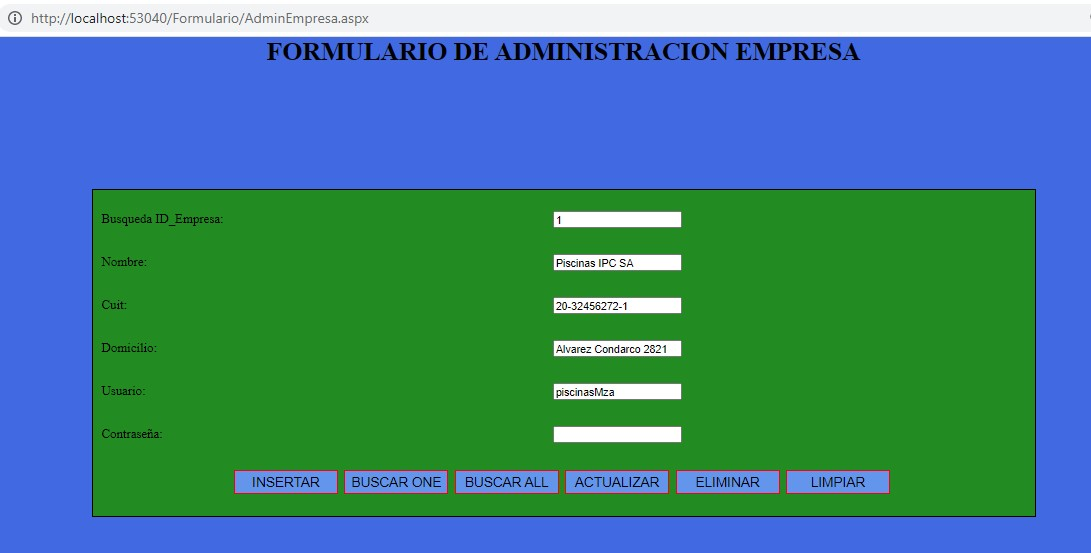 http://localhost:53040/Formulario/AdminEmpresa.aspx
FORMULARIO DE ADMINISTRACION EMPRESA
Busqueda ID_Empresa: 1
Nombre: Piscinas IPC SA
Cuit: 20-32456272-1
Domicilio: Alvarez Condarco 2821
Usuario: piscinasMza
Contraseña:
INSERTAR BUSCAR ONE BUSCAR ALL ACTUALIZAR ELIMINAR LIMPIAR